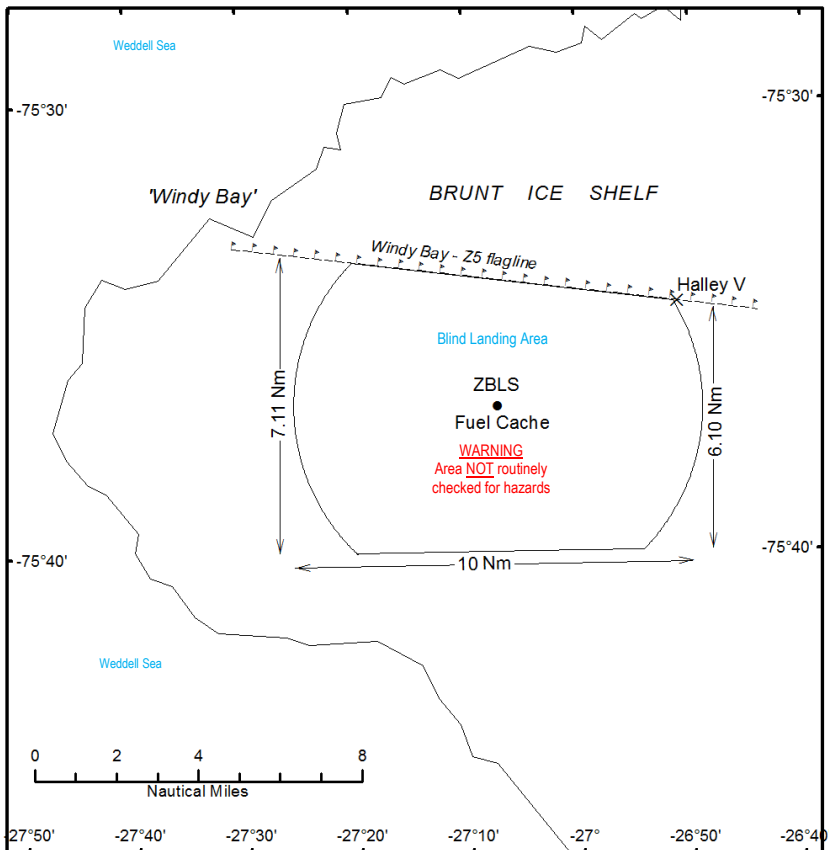 Weddell Sea
-75°30'
-75°30'
'Windy Bay'
BRUNT ICE SHELF
Windy Bay - Z5 flagline
Halley V
Blind Landing Area
ZBLS
Fuel Cache
WARNING
Area NOT routinely
checked for hazards
7.11 Nm
6.10 Nm
10 Nm
-75°40'
-75°40'
Weddell Sea
0 2 4 8
Nautical Miles
-27°50' -27°40' -27°30' -27°20' -27°10' -27° -26°50' -26°40'